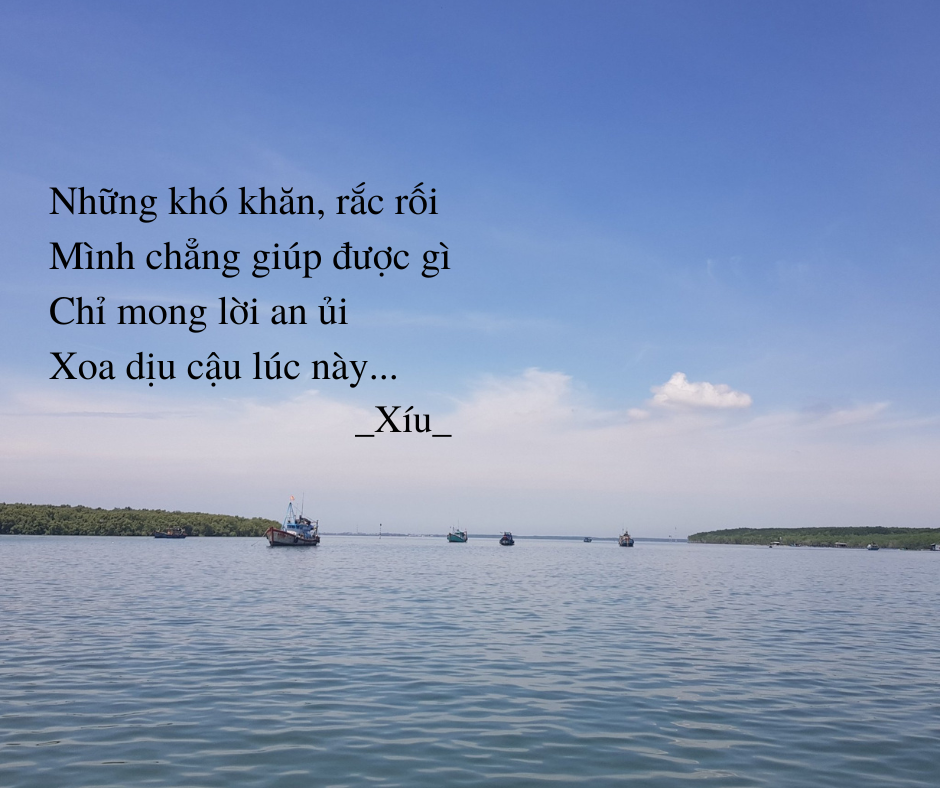 Những khó khăn, rắc rối
Mình chẳng giúp được gì
Chỉ mong lời an ủi
Xoa dịu cậu lúc này...
_Xíu_